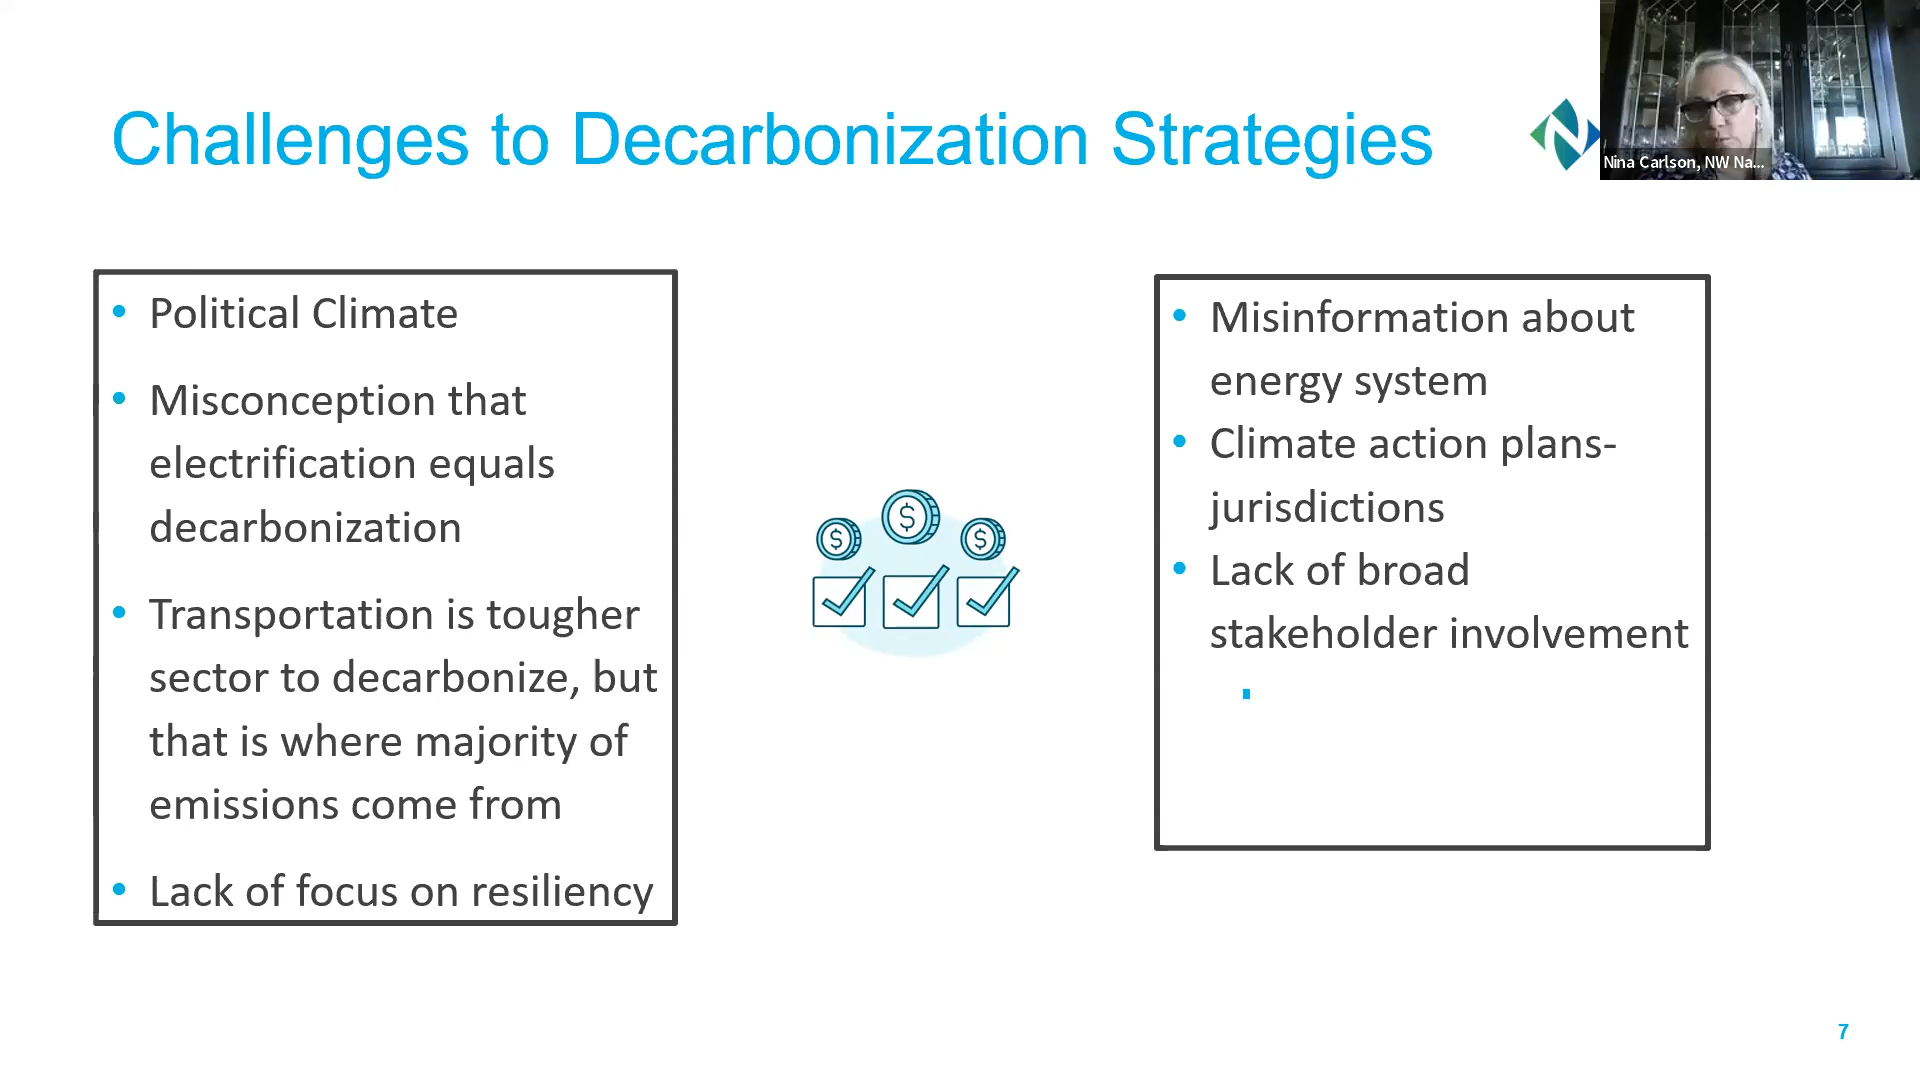 Challenges to Decarbonization Strategies
Nina Carlson, NW Na...
• Political Climate
• Misconception that
electrification equals
decarbonization
• Transportation is tougher
sector to decarbonize, but
that is where majority of
emissions come from
• Lack of focus on resiliency
$ $ $
• Misinformation about
energy system
• Climate action plans-
jurisdictions
• Lack of broad
stakeholder involvement
7